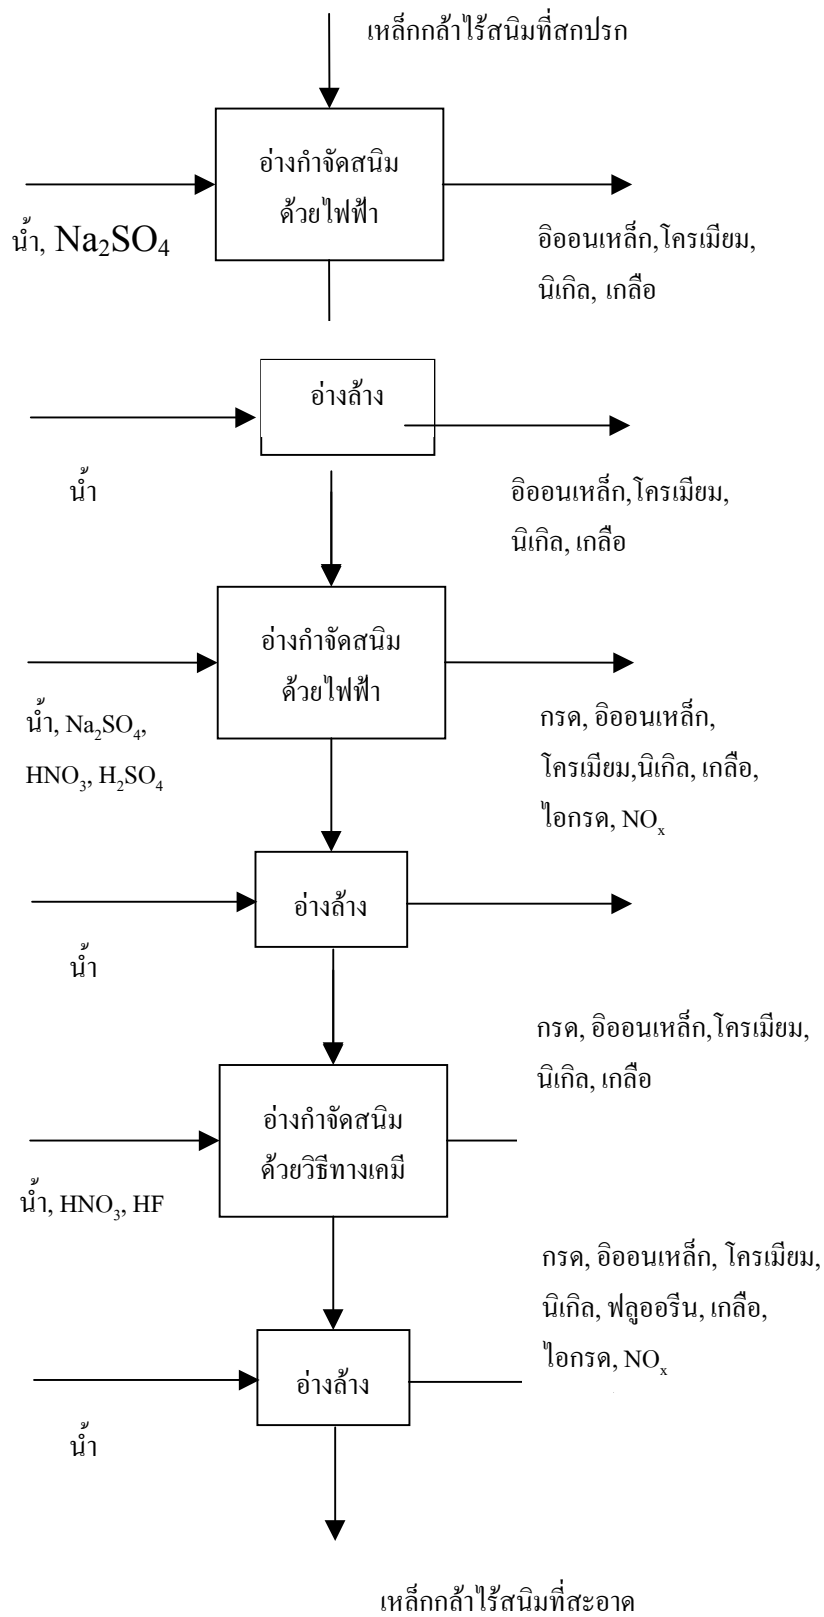 เหล็กกล้าไร้สนิมที่สกปรก
อ่างกำจัดสนิม
ด้วยไฟฟ้า
น้ำ, Na₂SO₄
อิออนเหล็ก,โครเมียม,
นิเกิล, เกลือ
อ่างล้าง
น้ำ
อิออนเหล็ก,โครเมียม,
นิเกิล, เกลือ
อ่างกำจัดสนิม
ด้วยไฟฟ้า
น้ำ, Na₂SO₄,
HNO₃, H₂SO₄
กรด, อิออนเหล็ก,
โครเมียม,นิเกิล, เกลือ,
ไอกรด, NOₓ
อ่างล้าง
น้ำ
กรด, อิออนเหล็ก,โครเมียม,
นิเกิล, เกลือ
อ่างกำจัดสนิม
ด้วยวิธีทางเคมี
น้ำ, HNO₃, HF
กรด, อิออนเหล็ก, โครเมียม,
นิเกิล, ฟลูออรีน, เกลือ,
ไอกรด, NOₓ
อ่างล้าง
น้ำ
เหล็กกล้าไร้สนิมที่สะอาด